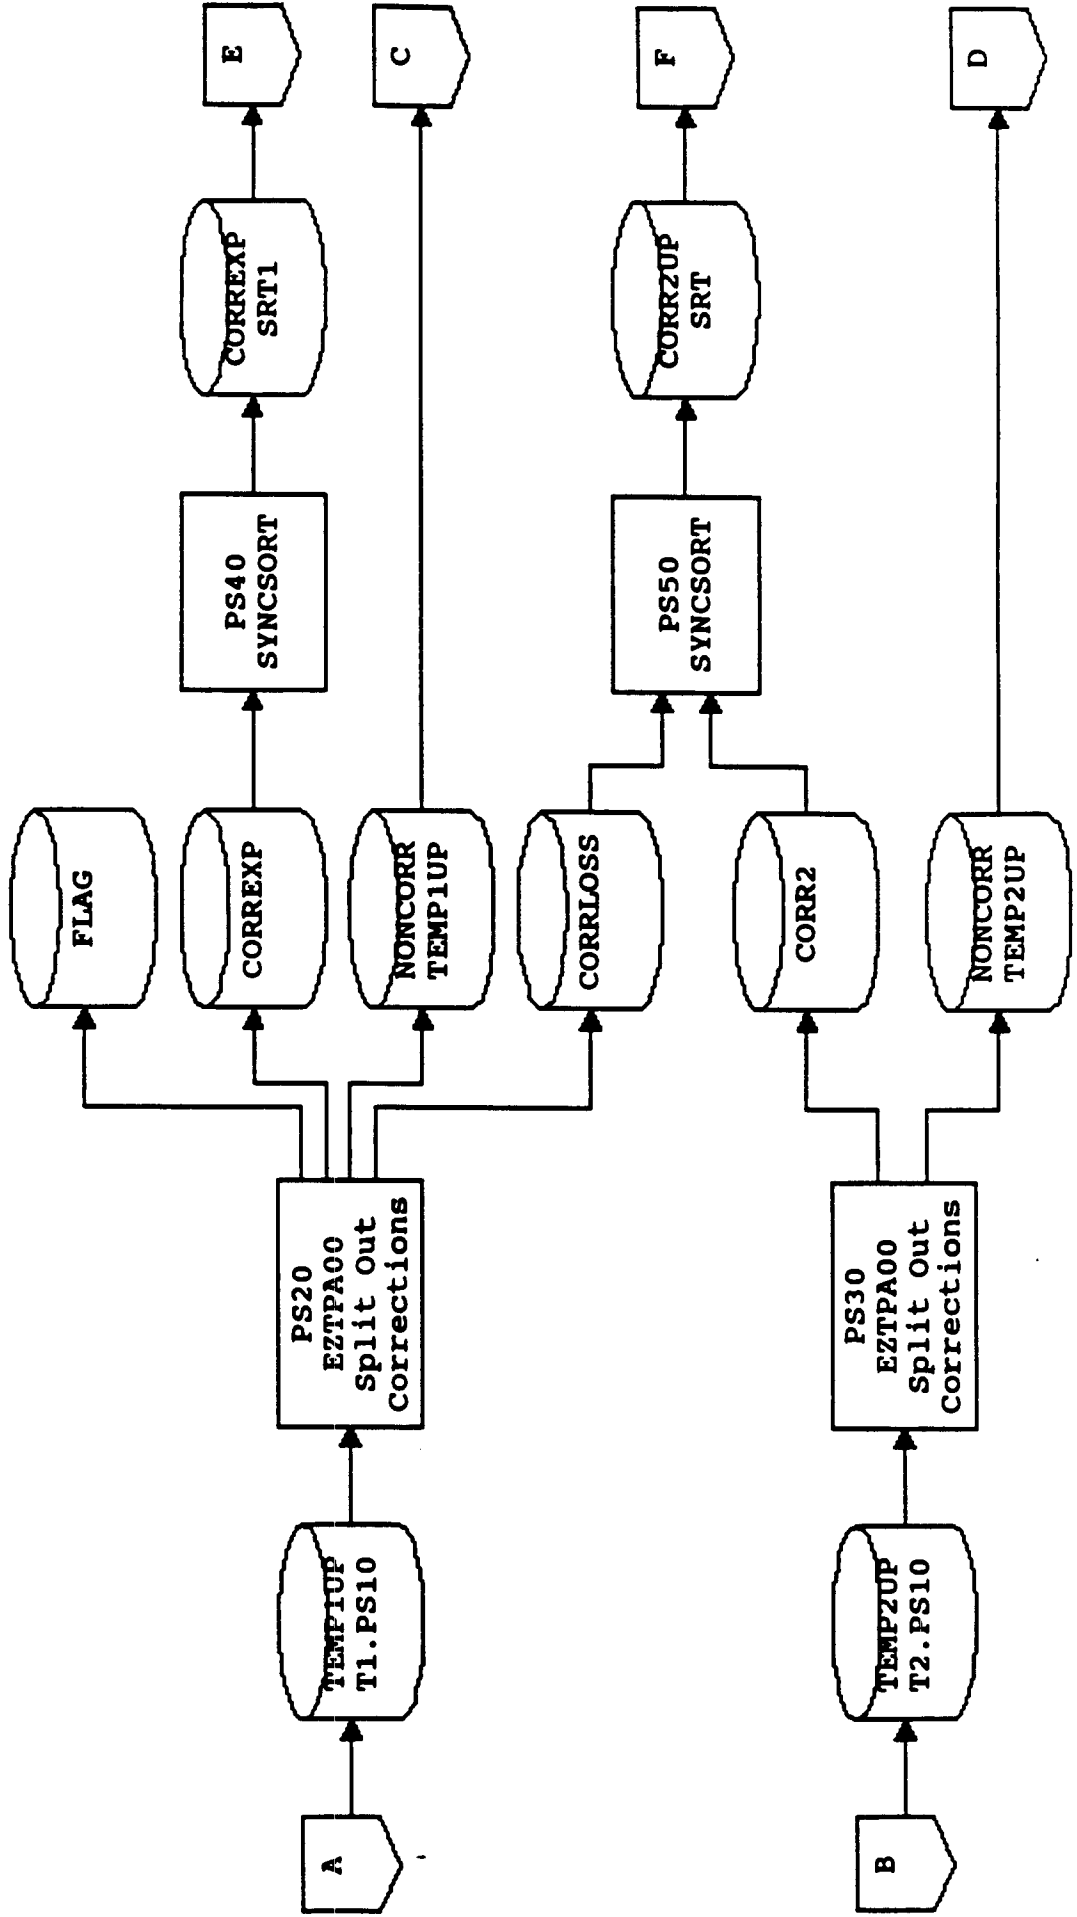 A
TEMP1UP
T1.PS10
PS20
EZTPA00
Split Out
Corrections
FLAG
CORREXP
NONCORR
TEMP1UP
CORRLOSS
PS40
SYNCSORT
CORREXP
SRT1
E
C
B
TEMP2UP
T2.PS10
PS30
EZTPA00
Split Out
Corrections
CORR2
NONCORR
TEMP2UP
PS50
SYNCSORT
CORR2UP
SRT
F
D